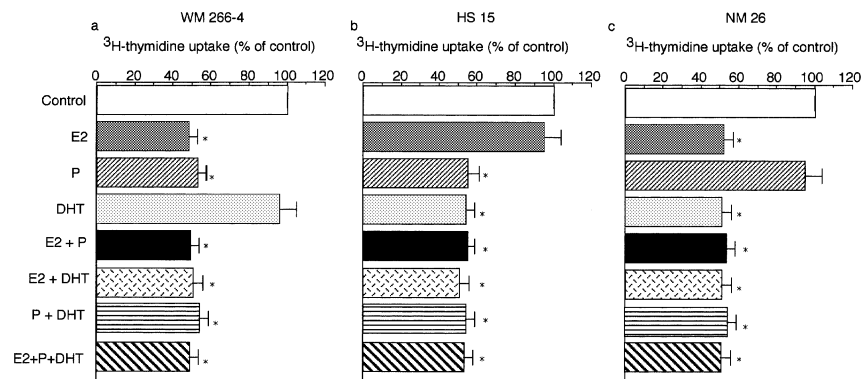 WM 266-4 HS 15 NM 26
a b c
³H-thymidine uptake (% of control) ³H-thymidine uptake (% of control) ³H-thymidine uptake (% of control)
0 20 40 60 80 100 120 0 20 40 60 80 100 120 0 20 40 60 80 100 120
Control
E2 * *
P * *
DHT * *
E2 + P * * *
E2 + DHT * * *
P + DHT * * *
E2+P+DHT * * *